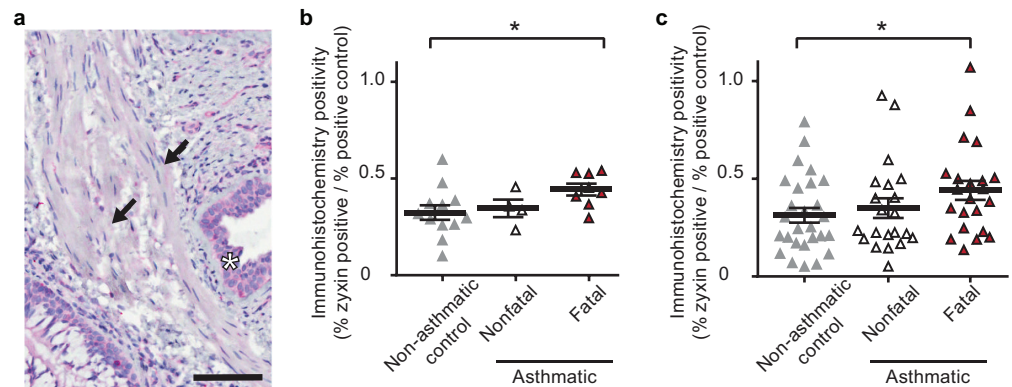 a
b
c
*
*
*
Immunohistochemistry positivity
(% zyxin positive / % positive control)
1.0
0.5
0
Non-asthmatic
control
Nonfatal
Fatal
Asthmatic
Immunohistochemistry positivity
(% zyxin positive / % positive control)
1.0
0.5
0
Non-asthmatic
control
Nonfatal
Fatal
Asthmatic